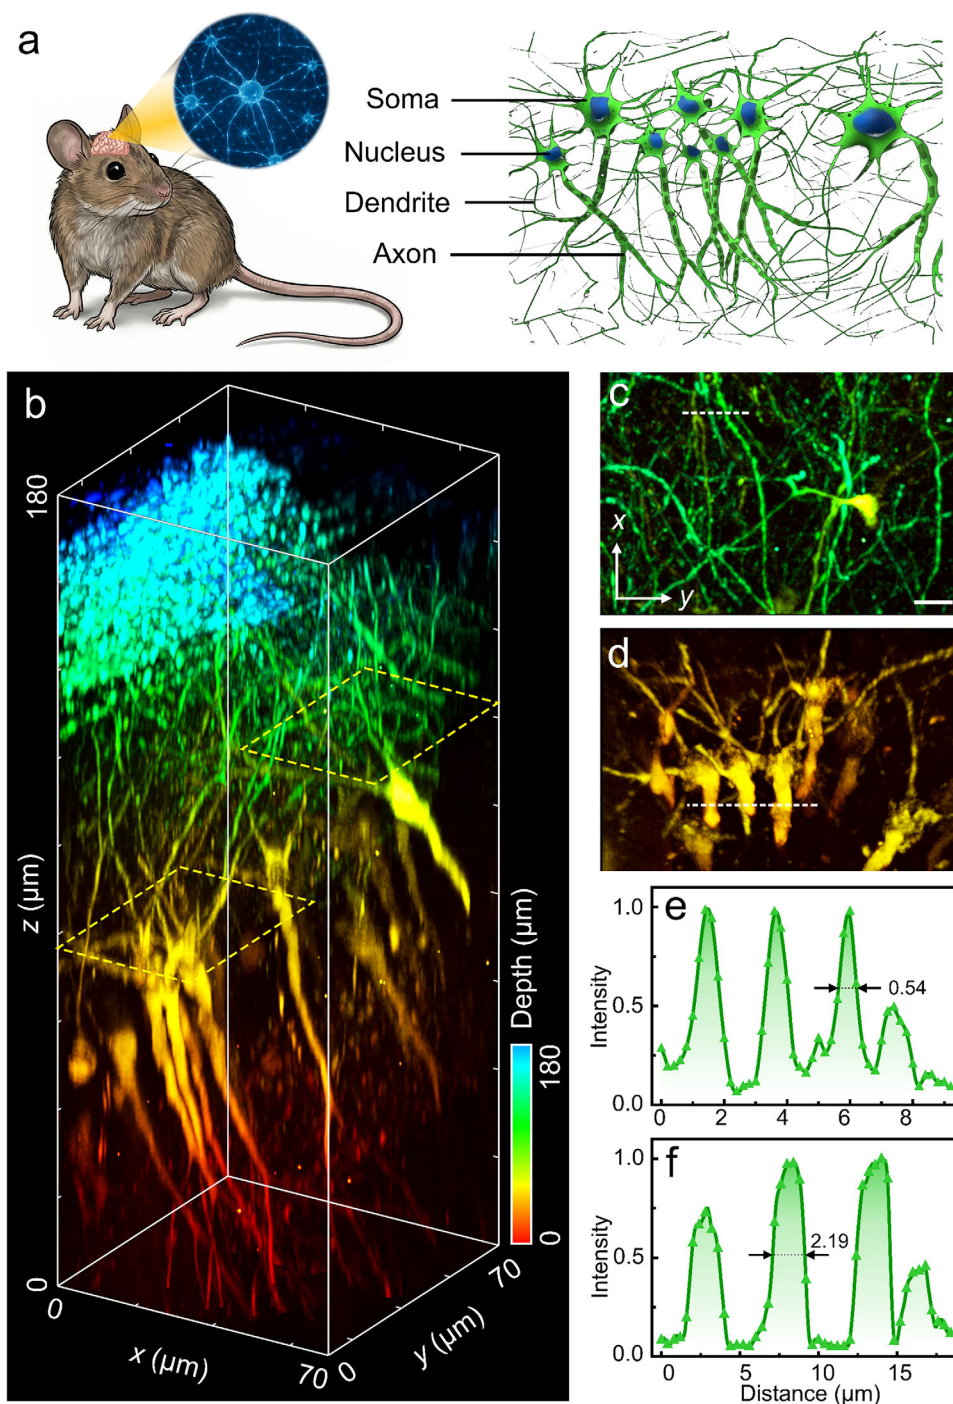 a
Soma
Nucleus
Dendrite
Axon
b
180
z (µm)
0
0
x (µm)
70
0
y (µm)
70
Depth (µm)
180
0
c
x
y
d
e
1.0
0.5
0.0
Intensity
0.54
0 2 4 6 8
f
1.0
0.5
0.0
Intensity
2.19
0 5 10 15
Distance (µm)